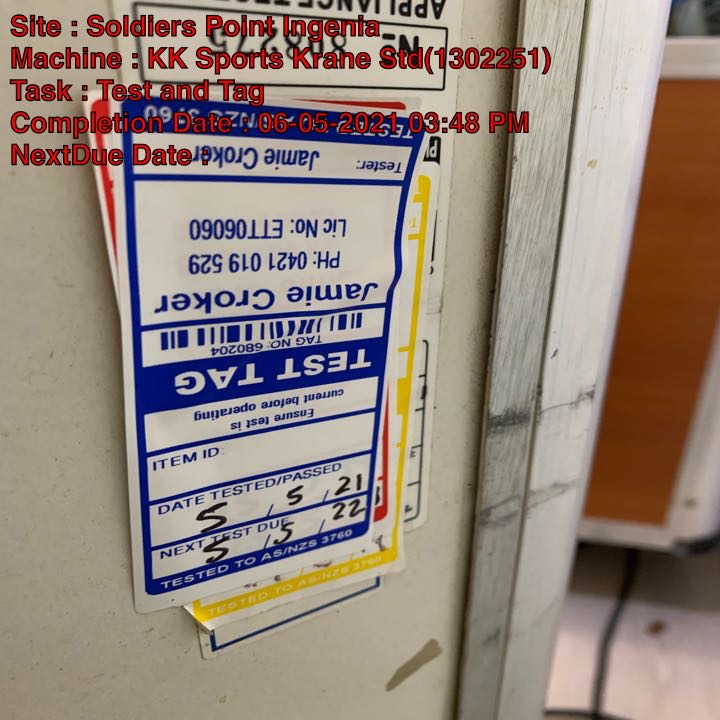 Site : Soldiers Point Ingenia
Machine : KK Sports Krane Std(1302251)
Task : Test and Tag
Completion Date : 06-05-2021 03:48 PM
NextDue Date :
APPLIANCE TEST
Nº
Tester: Jamie Croker
Lic No: ETT06060
PH: 0421 019 529
Jamie Croker
TAG NO: 680204
TEST TAG
Ensure test is
current before operating
ITEM ID:
DATE TESTED/PASSED
5 / 5 / 21
NEXT TEST DUE
5 / 5 / 22
TESTED TO AS/NZS 3760
TESTED TO AS/NZS 3760